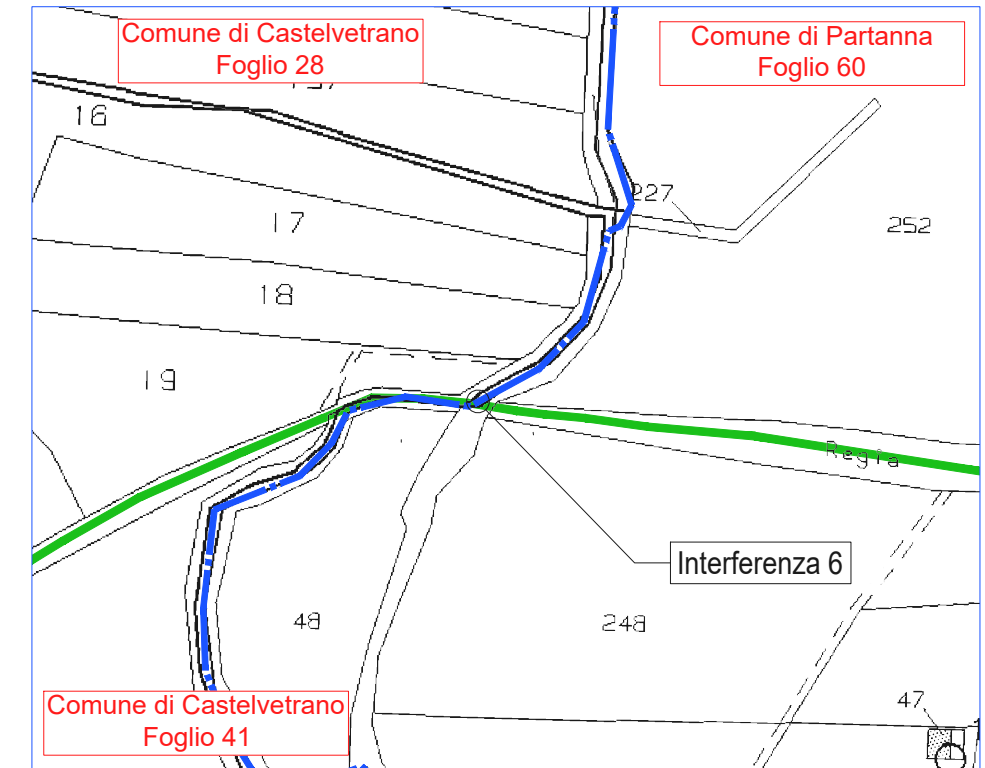 Comune di Castelvetrano
Foglio 28
Comune di Partanna
Foglio 60
16
227
17
252
18
19
Regia
Interferenza 6
48
248
Comune di Castelvetrano
Foglio 41
47